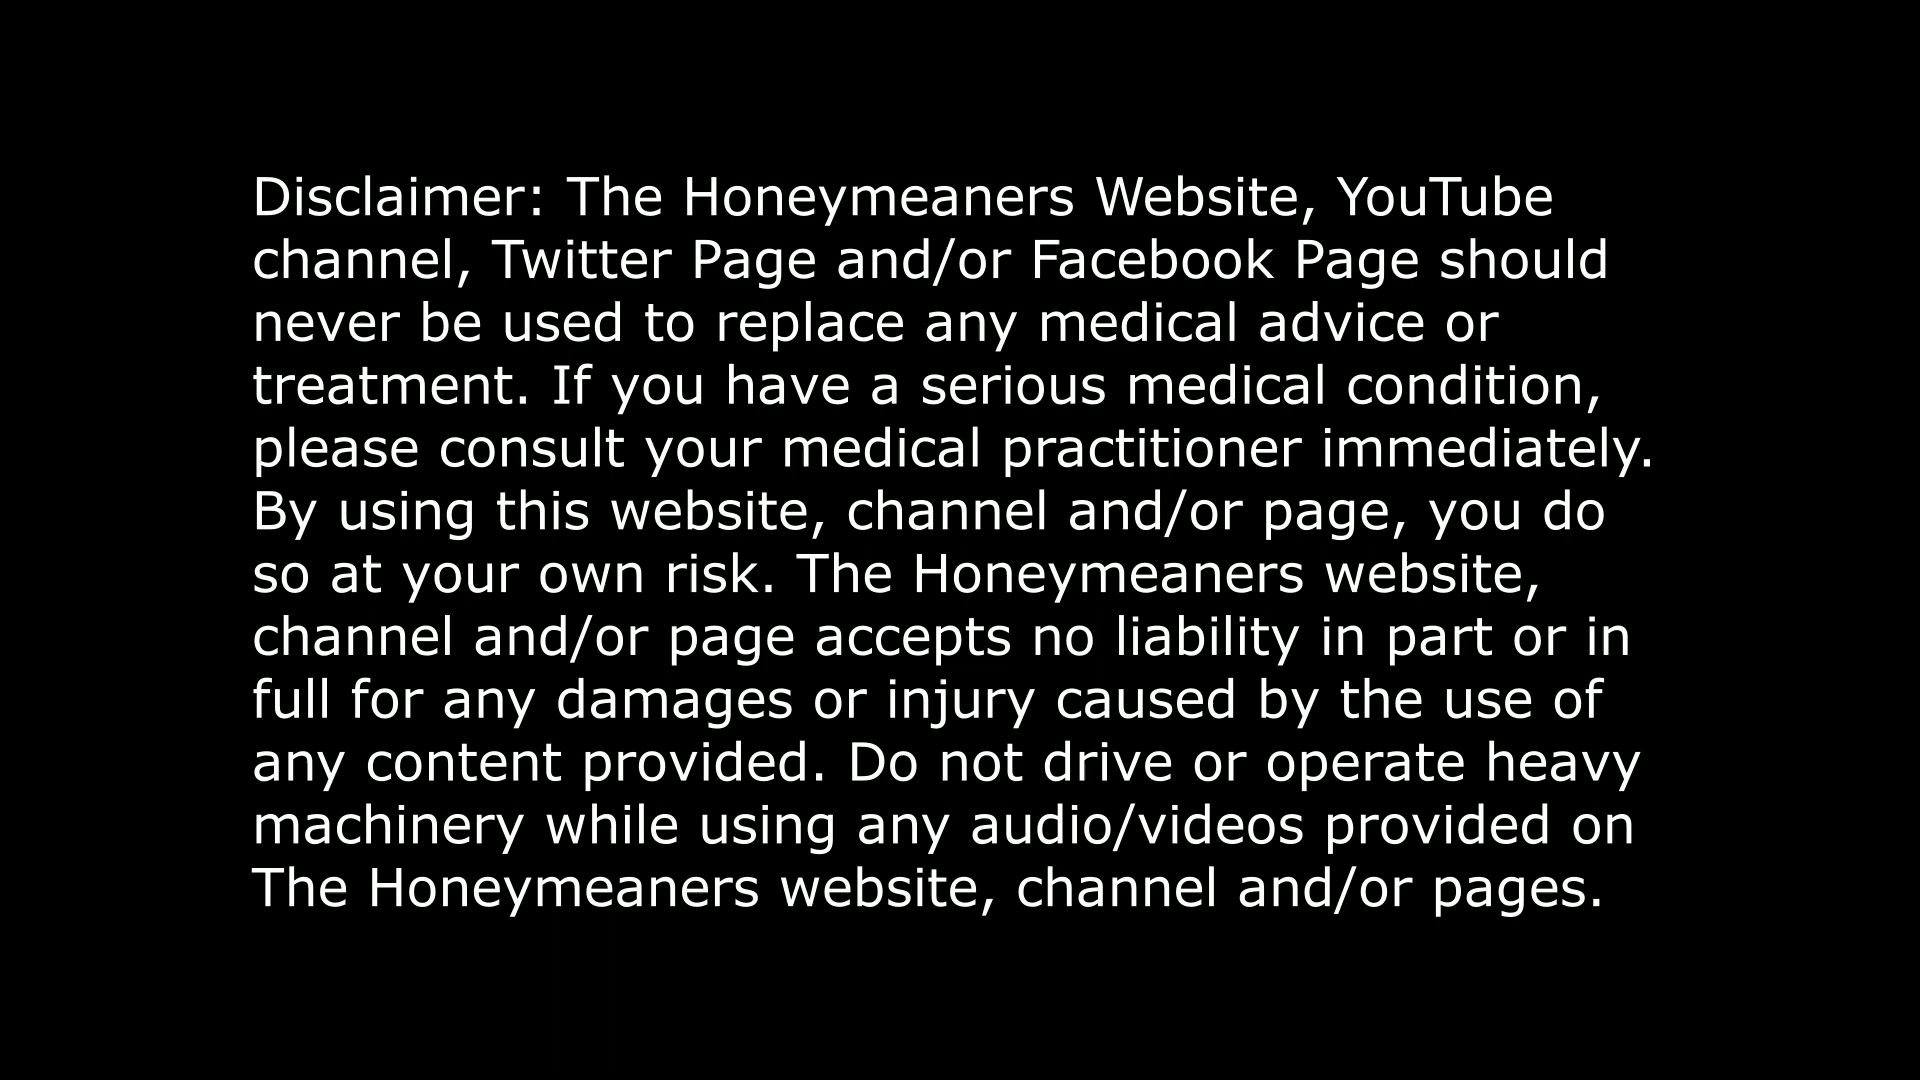 Disclaimer: The Honeymeaners Website, YouTube
channel, Twitter Page and/or Facebook Page should
never be used to replace any medical advice or
treatment. If you have a serious medical condition,
please consult your medical practitioner immediately.
By using this website, channel and/or page, you do
so at your own risk. The Honeymeaners website,
channel and/or page accepts no liability in part or in
full for any damages or injury caused by the use of
any content provided. Do not drive or operate heavy
machinery while using any audio/videos provided on
The Honeymeaners website, channel and/or pages.